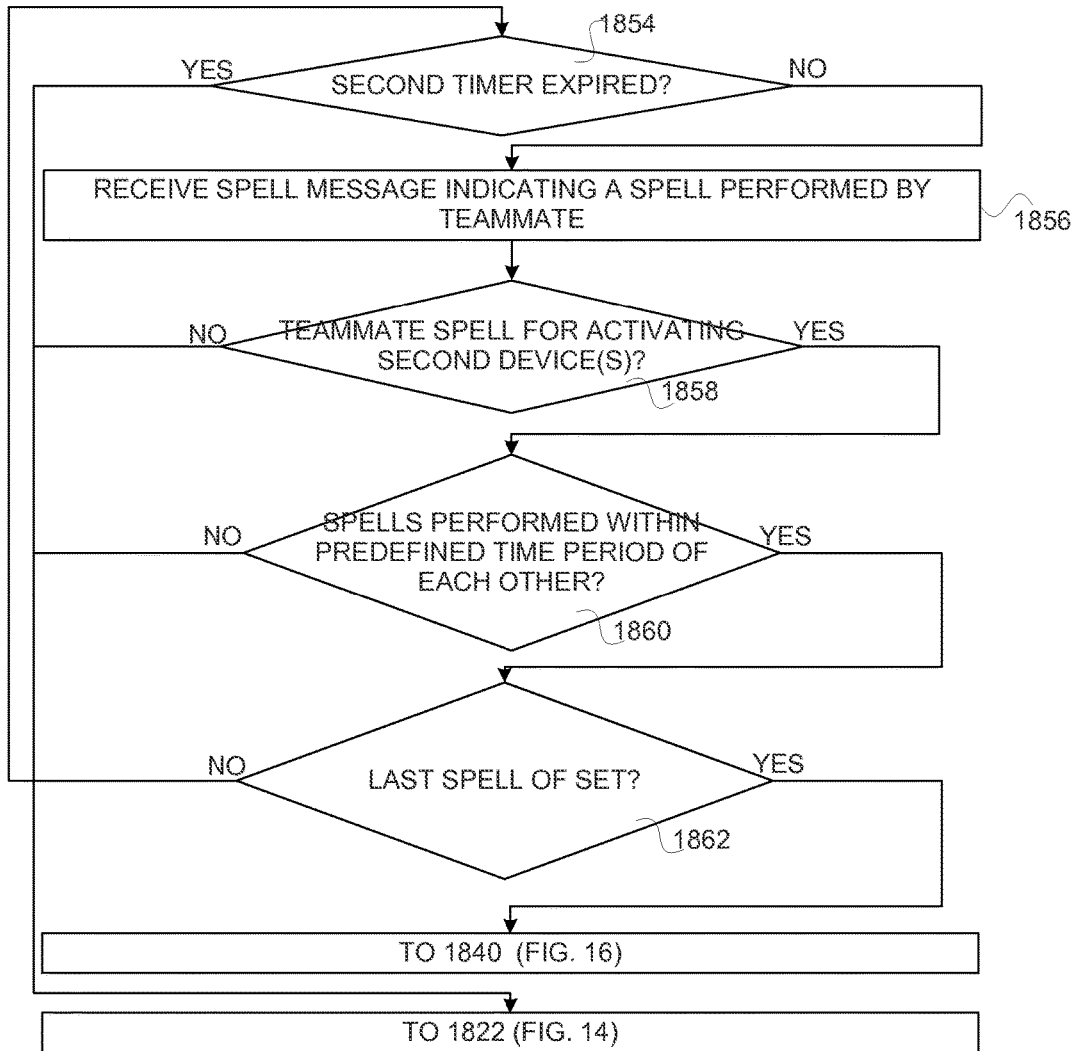 1854
YES
NO
SECOND TIMER EXPIRED?
RECEIVE SPELL MESSAGE INDICATING A SPELL PERFORMED BY
TEAMMATE
1856
NO
TEAMMATE SPELL FOR ACTIVATING
SECOND DEVICE(S)?
YES
1858
NO
SPELLS PERFORMED WITHIN
PREDEFINED TIME PERIOD OF
EACH OTHER?
YES
1860
NO
LAST SPELL OF SET?
YES
1862
TO 1840 (FIG. 16)
TO 1822 (FIG. 14)